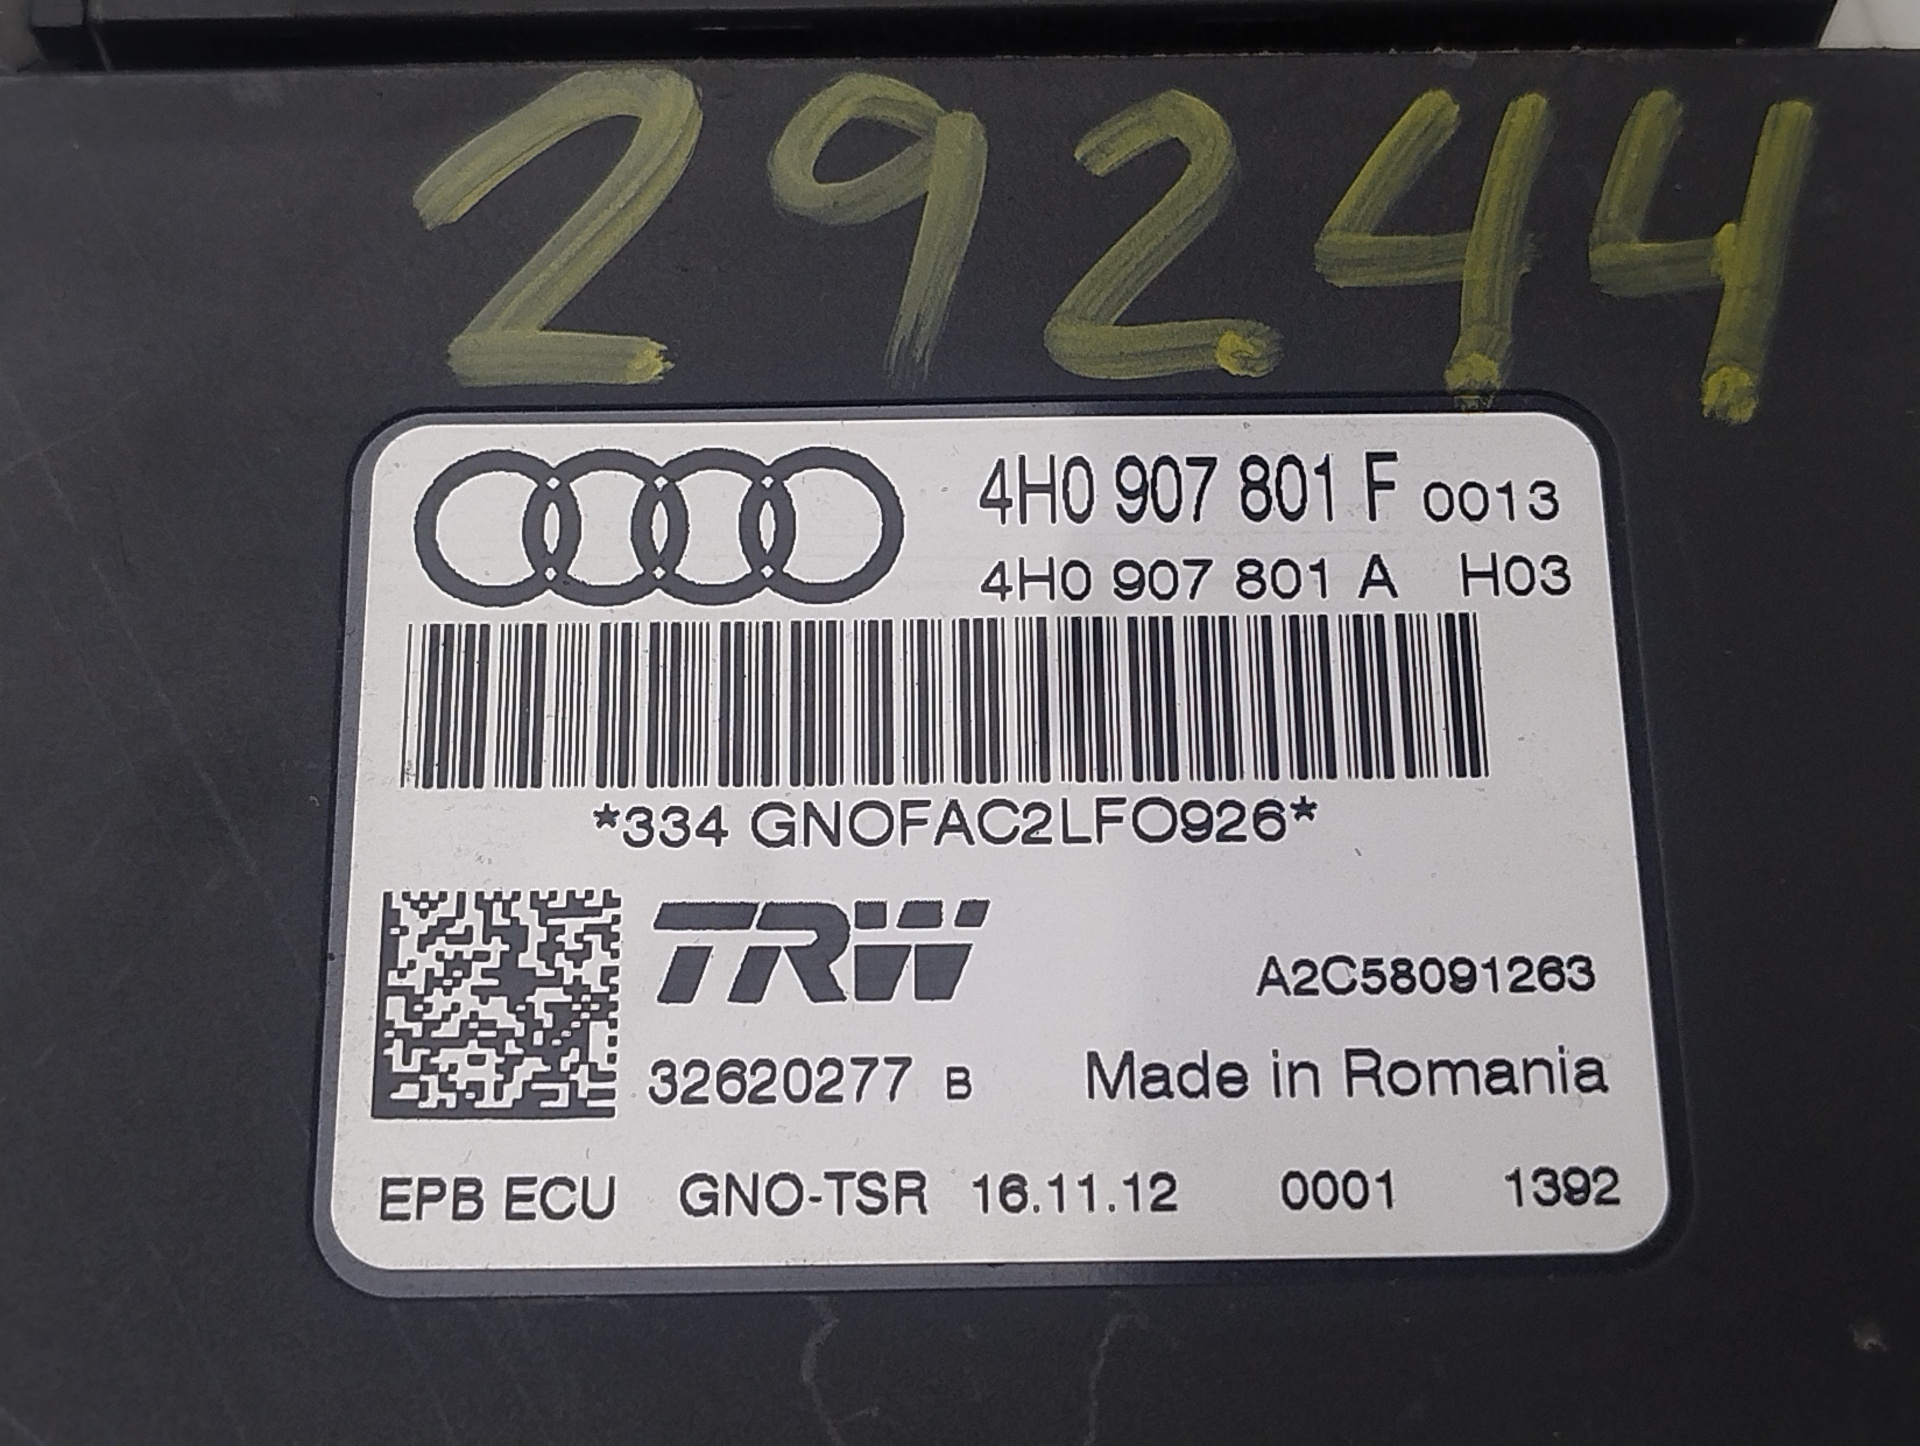 29244
4H0 907 801 F 0013
4H0 907 801 A H03
*334 GNOFAC2LFO926*
TRW
A2C58091263
32620277 B Made in Romania
EPB ECU GNO-TSR 16.11.12 0001 1392